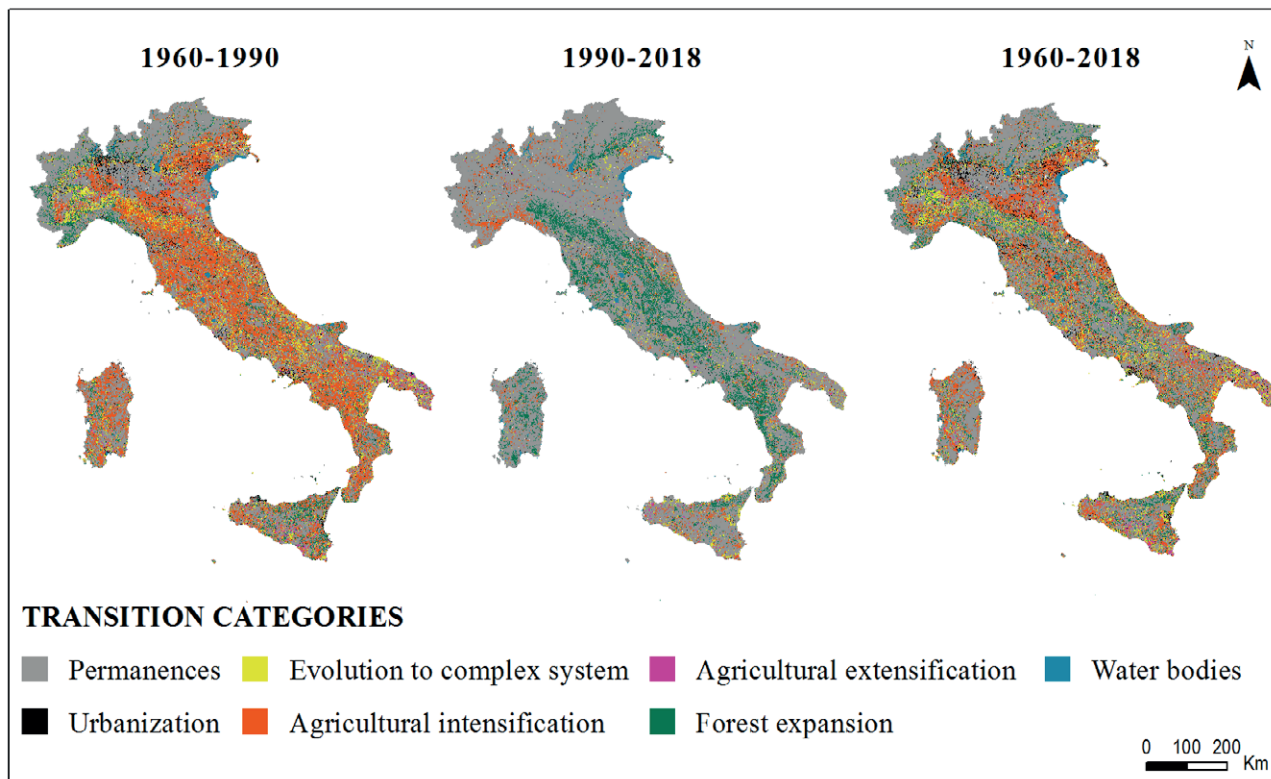 1960-1990 1990-2018 1960-2018
N
TRANSITION CATEGORIES
Permanences Evolution to complex system Agricultural extensification Water bodies
Urbanization Agricultural intensification Forest expansion
0 100 200
Km